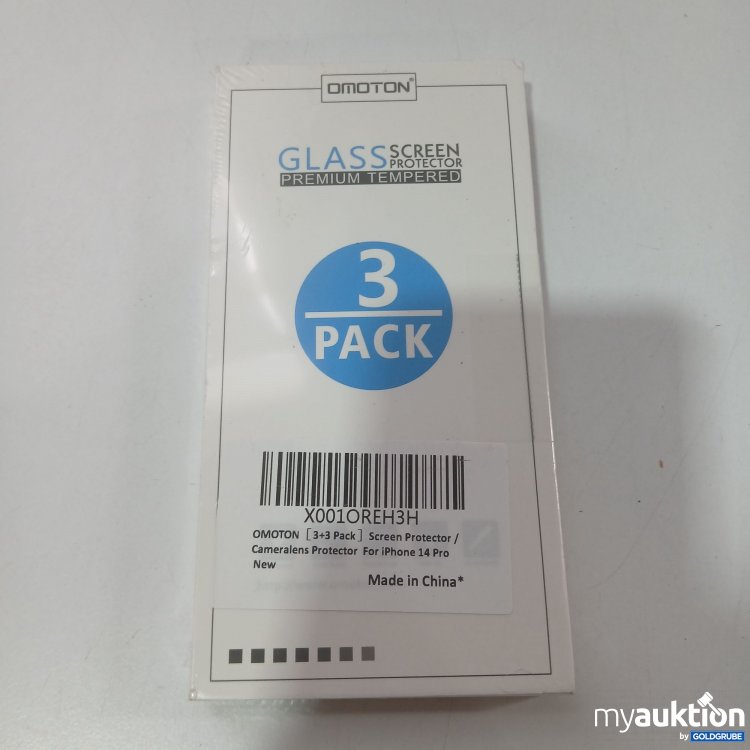 OMOTON®
GLASS SCREEN PROTECTOR
PREMIUM TEMPERED
3
PACK
X001OREH3H
OMOTON［3+3 Pack］Screen Protector /
Cameralens Protector For iPhone 14 Pro
New
Made in China*
myauktion
by GOLDGRUBE